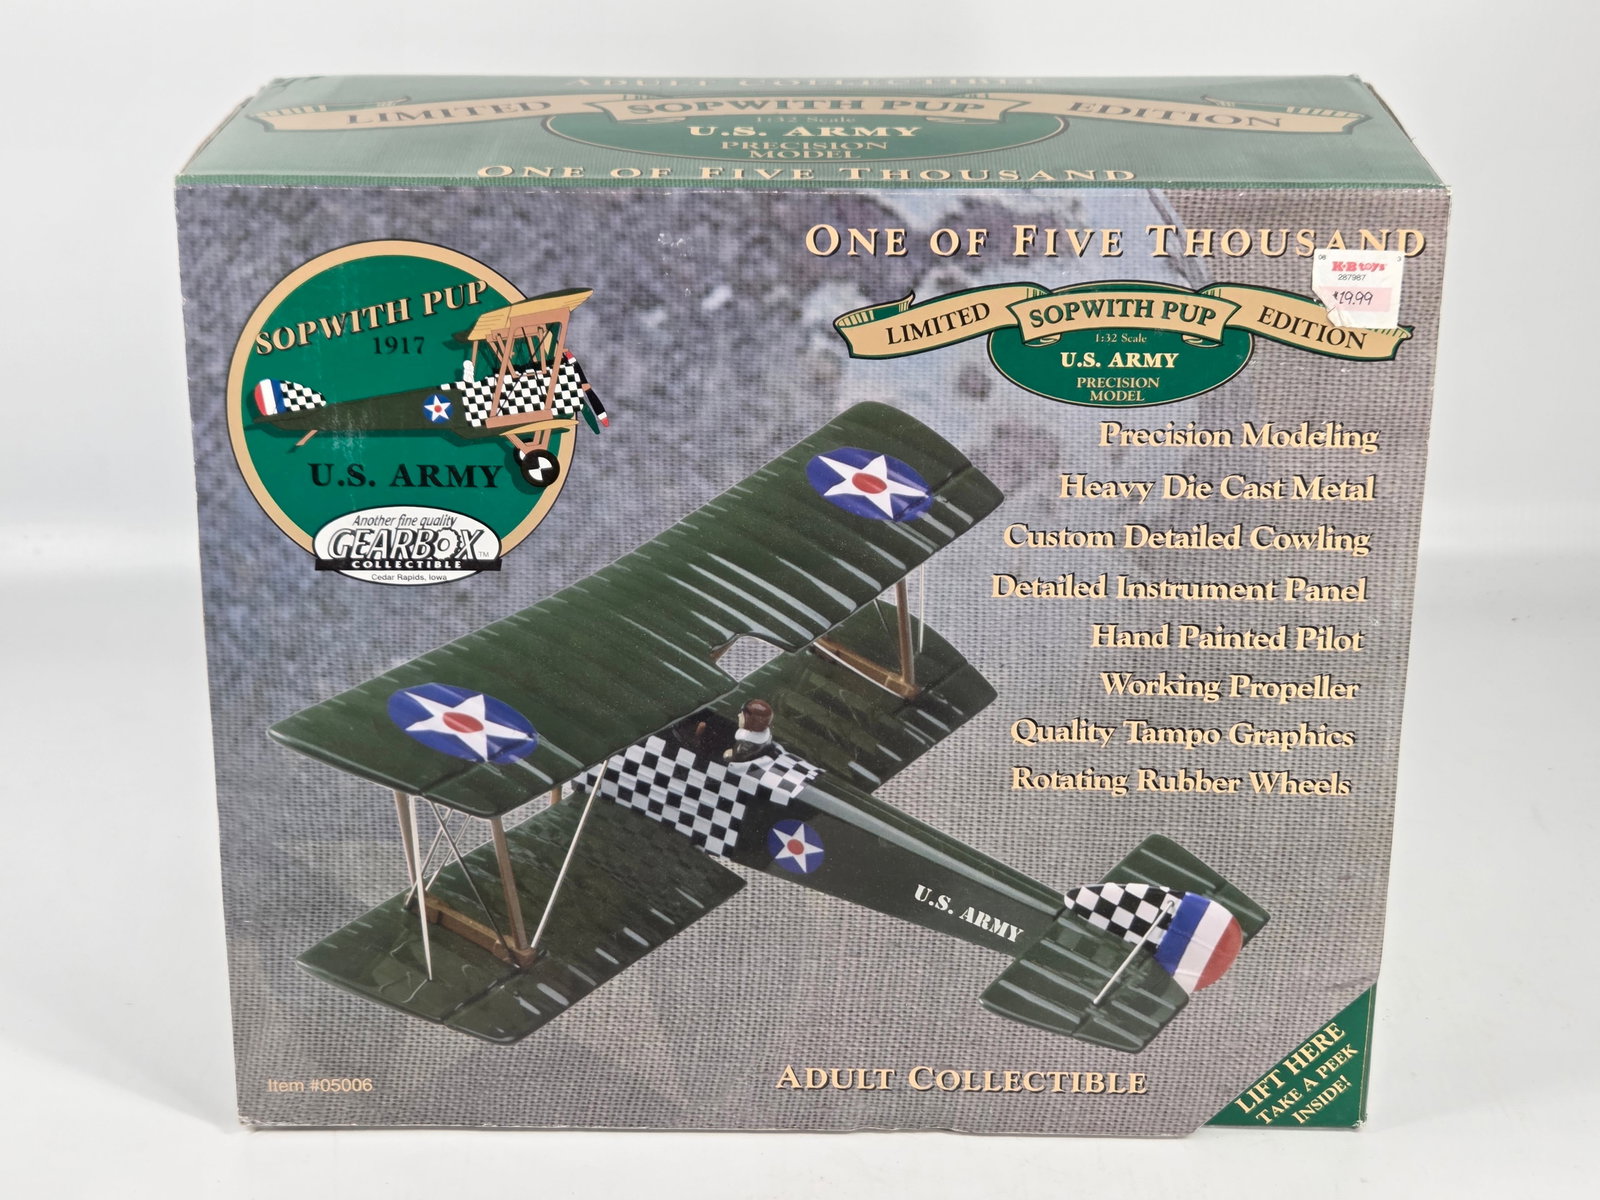 ADULT COLLECTIBLE
LIMITED SOPWITH PUP EDITION
1:32 Scale
U.S. ARMY
PRECISION
MODEL
ONE OF FIVE THOUSAND
ONE OF FIVE THOUSAND
K·B toys
287987
$19.99
LIMITED SOPWITH PUP EDITION
1:32 Scale
U.S. ARMY
PRECISION
MODEL
SOPWITH PUP
1917
U.S. ARMY
Another fine quality
GEARBOX TM
COLLECTIBLE
Cedar Rapids, Iowa
Precision Modeling
Heavy Die Cast Metal
Custom Detailed Cowling
Detailed Instrument Panel
Hand Painted Pilot
Working Propeller
Quality Tampo Graphics
Rotating Rubber Wheels
U.S. ARMY
Item #05006
ADULT COLLECTIBLE
LIFT HERE
TAKE A PEEK
INSIDE!